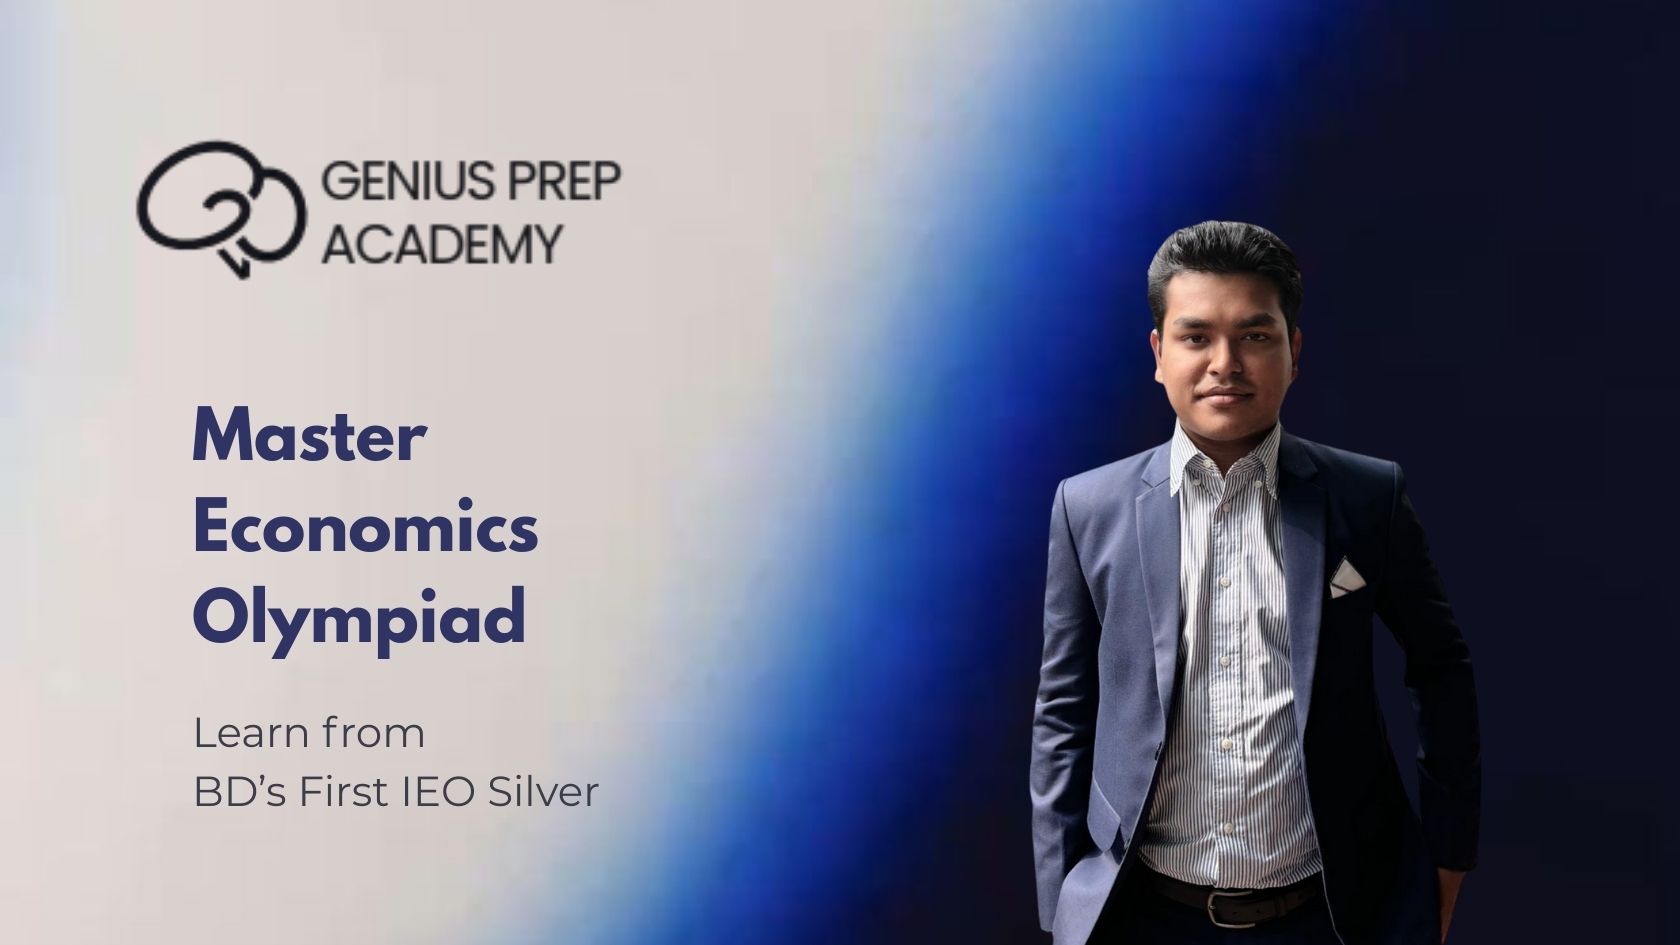 GENIUS PREP
ACADEMY
Master
Economics
Olympiad
Learn from
BD’s First IEO Silver